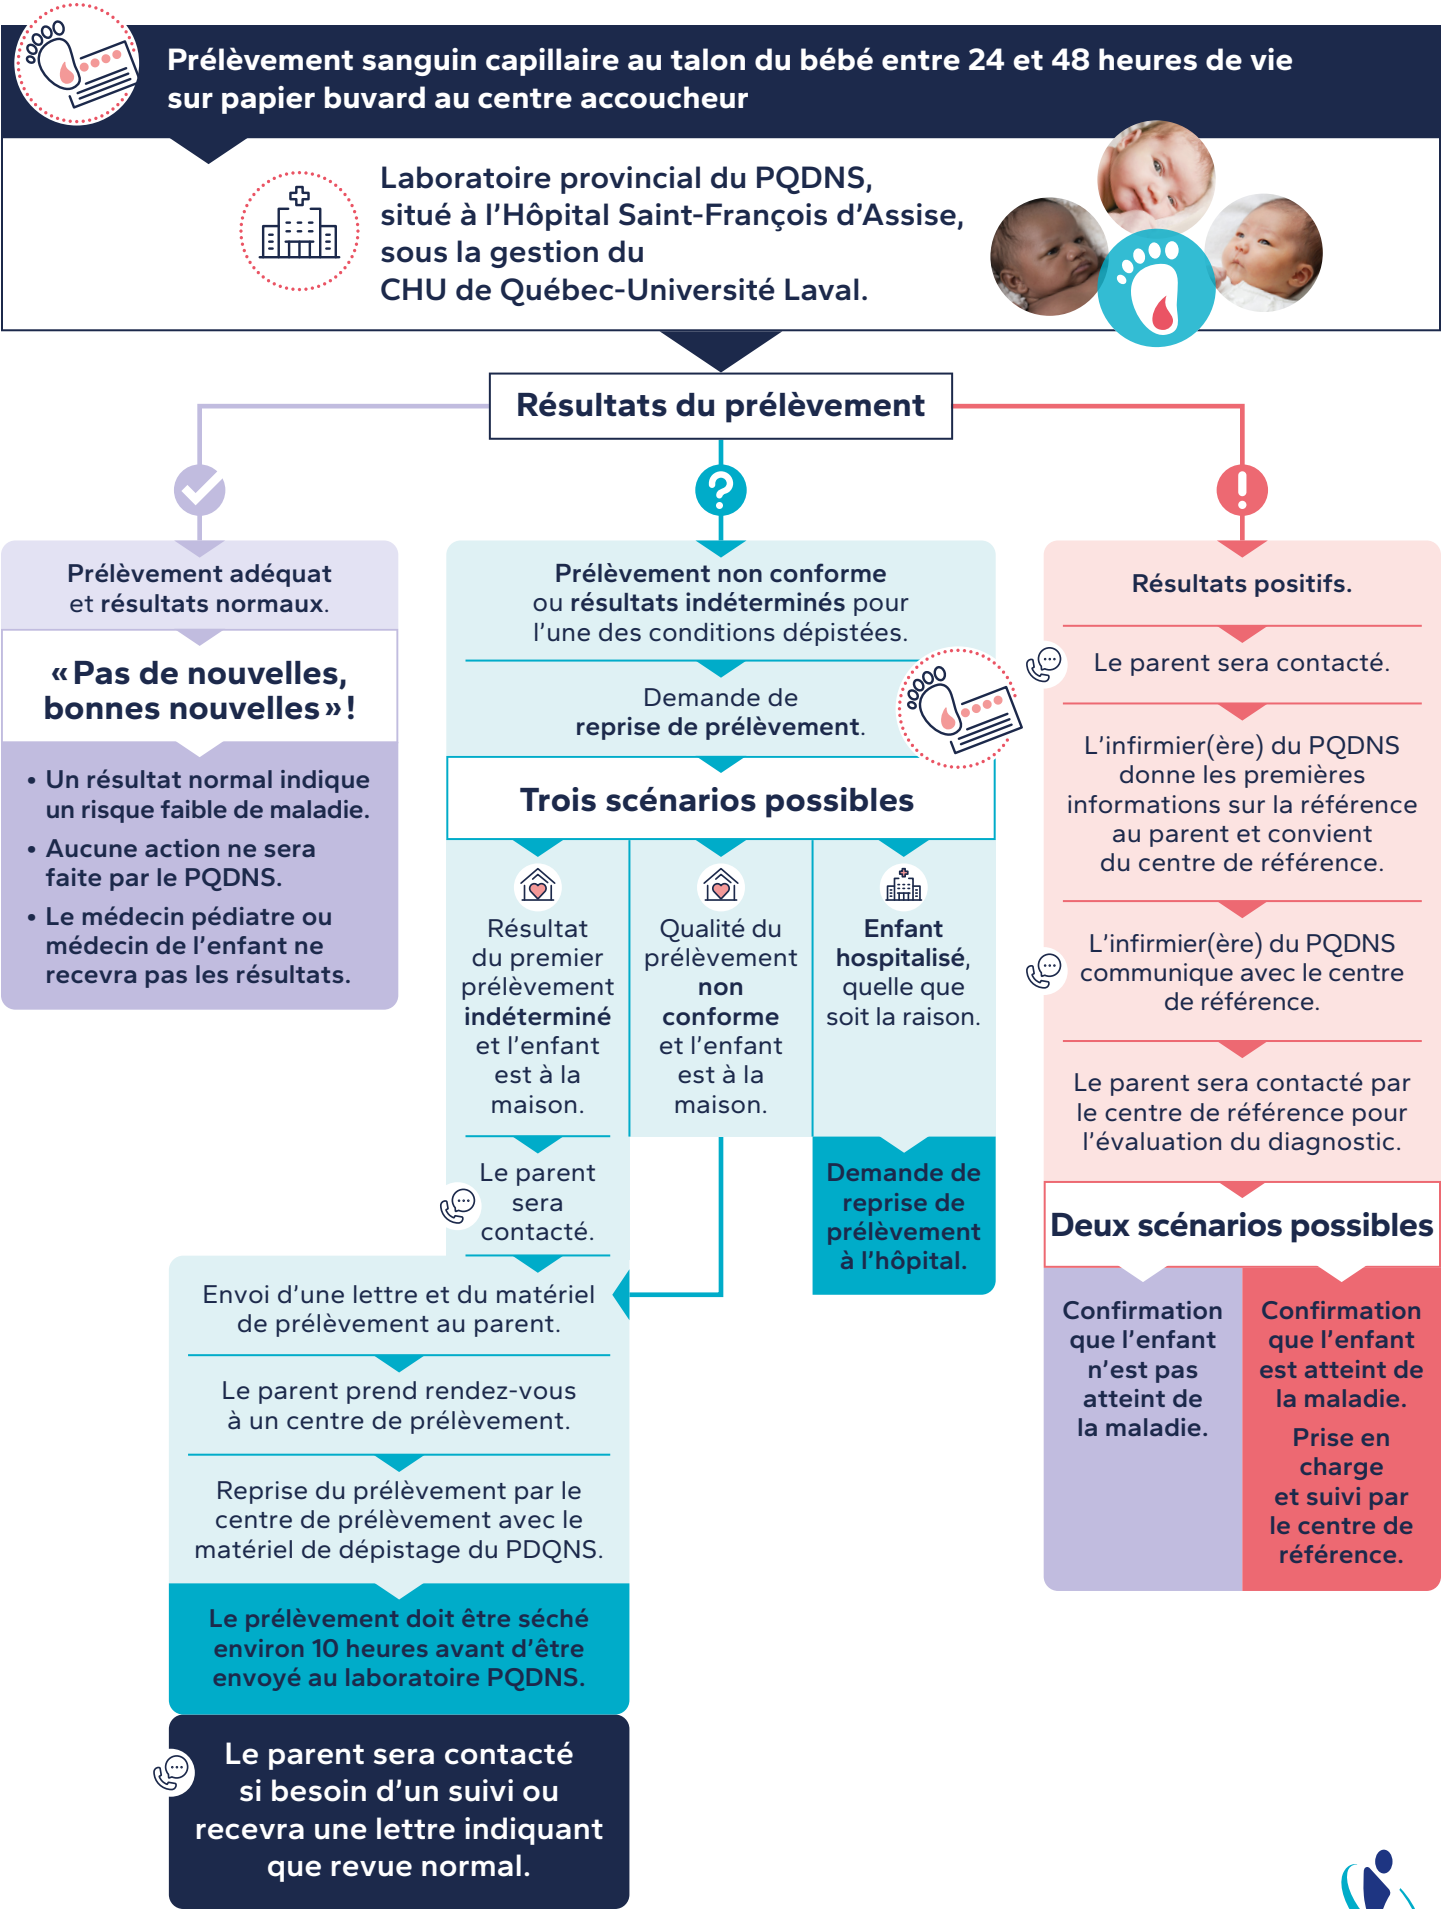 Prélèvement sanguin capillaire au talon du bébé entre 24 et 48 heures de vie
sur papier buvard au centre accoucheur
Laboratoire provincial du PQDNS,
situé à l’Hôpital Saint-François d’Assise,
sous la gestion du
CHU de Québec-Université Laval.
Résultats du prélèvement
Prélèvement adéquat
et résultats normaux.
«Pas de nouvelles,
bonnes nouvelles»!
• Un résultat normal indique
un risque faible de maladie.
• Aucune action ne sera
faite par le PQDNS.
• Le médecin pédiatre ou
médecin de l’enfant ne
recevra pas les résultats.
Prélèvement non conforme
ou résultats indéterminés pour
l’une des conditions dépistées.
Demande de
reprise de prélèvement.
Trois scénarios possibles
Résultat
du premier
prélèvement
indéterminé
et l’enfant
est à la
maison.
Le parent
sera
contacté.
Qualité du
prélèvement
non
conforme
et l’enfant
est à la
maison.
Enfant
hospitalisé,
quelle que
soit la raison.
Demande de
reprise de
prélèvement
à l’hôpital.
Envoi d’une lettre et du matériel
de prélèvement au parent.
Le parent prend rendez-vous
à un centre de prélèvement.
Reprise du prélèvement par le
centre de prélèvement avec le
matériel de dépistage du PDQNS.
Le prélèvement doit être séché
environ 10 heures avant d’être
envoyé au laboratoire PQDNS.
Le parent sera contacté
si besoin d’un suivi ou
recevra une lettre indiquant
que revue normal.
Résultats positifs.
Le parent sera contacté.
L’infirmier(ère) du PQDNS
donne les premières
informations sur la référence
au parent et convient
du centre de référence.
L’infirmier(ère) du PQDNS
communique avec le centre
de référence.
Le parent sera contacté par
le centre de référence pour
l’évaluation du diagnostic.
Deux scénarios possibles
Confirmation
que l’enfant
n’est pas
atteint de
la maladie.
Confirmation
que l’enfant
est atteint de
la maladie.
Prise en
charge
et suivi par
le centre de
référence.